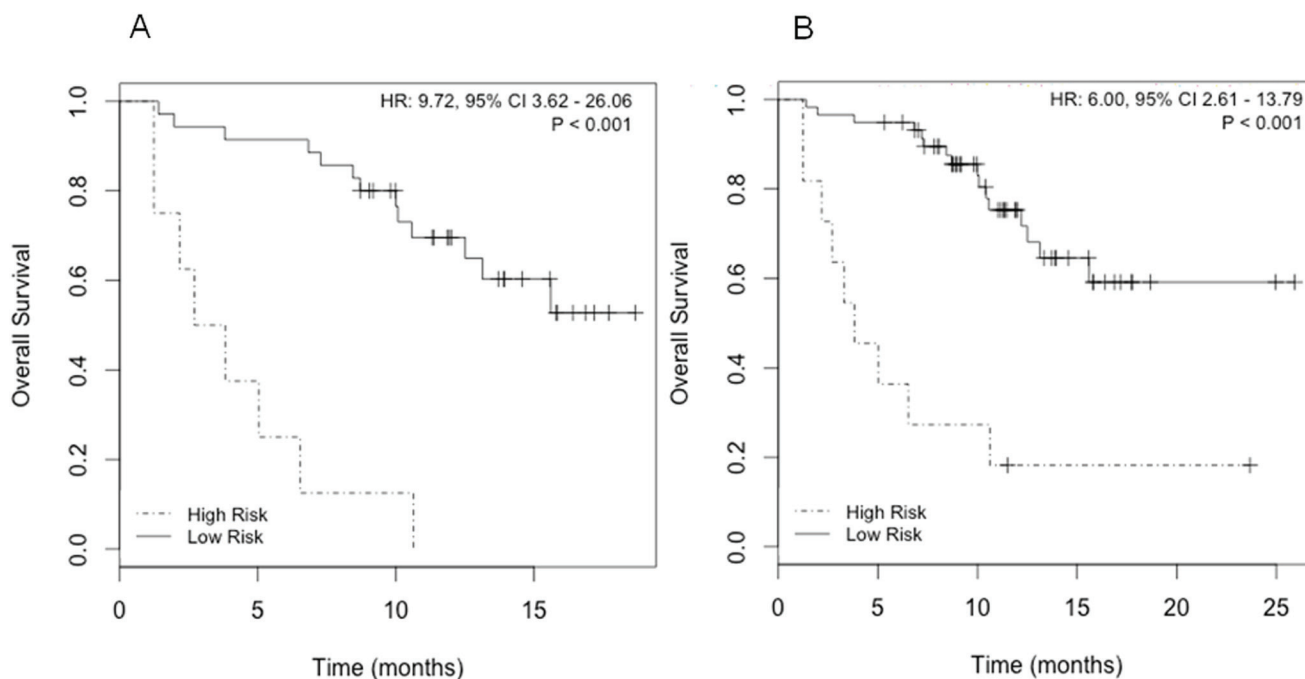 A
HR: 9.72, 95% CI 3.62 - 26.06
P < 0.001
Overall Survival
1.0
0.8
0.6
0.4
0.2
0.0
High Risk
Low Risk
0 5 10 15
Time (months)
B
HR: 6.00, 95% CI 2.61 - 13.79
P < 0.001
Overall Survival
1.0
0.8
0.6
0.4
0.2
0.0
High Risk
Low Risk
0 5 10 15 20 25
Time (months)